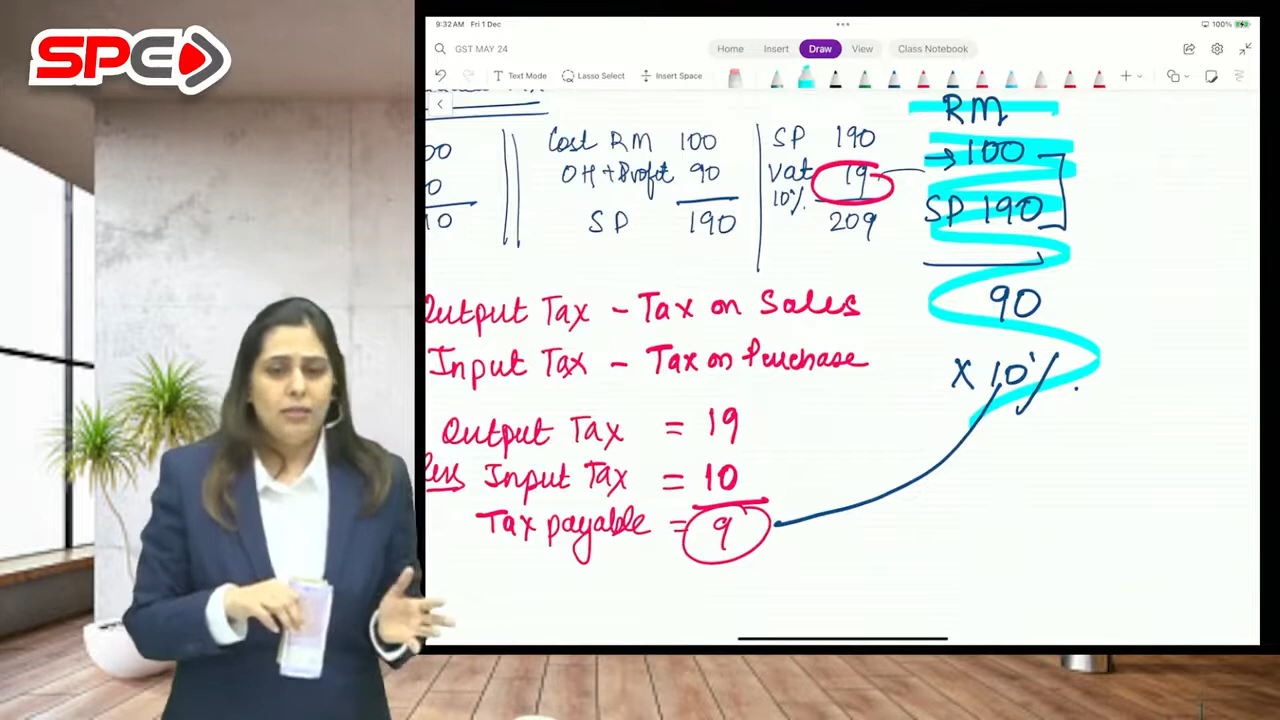 SPE
9:32 AM Fri 1 Dec
100%
GST MAY 24
Home Insert Draw View Class Notebook
Text Mode Lasso Select Insert Space
00
0
10
Cost RM 100
OH + Profit 90
SP 190
SP 190
Vat 19
10%
209
RM
→ 100
SP 190
90
x 10%
Output Tax - Tax on Sales
Input Tax - Tax on Purchase
Output Tax = 19
Less Input Tax = 10
Tax payable = 9